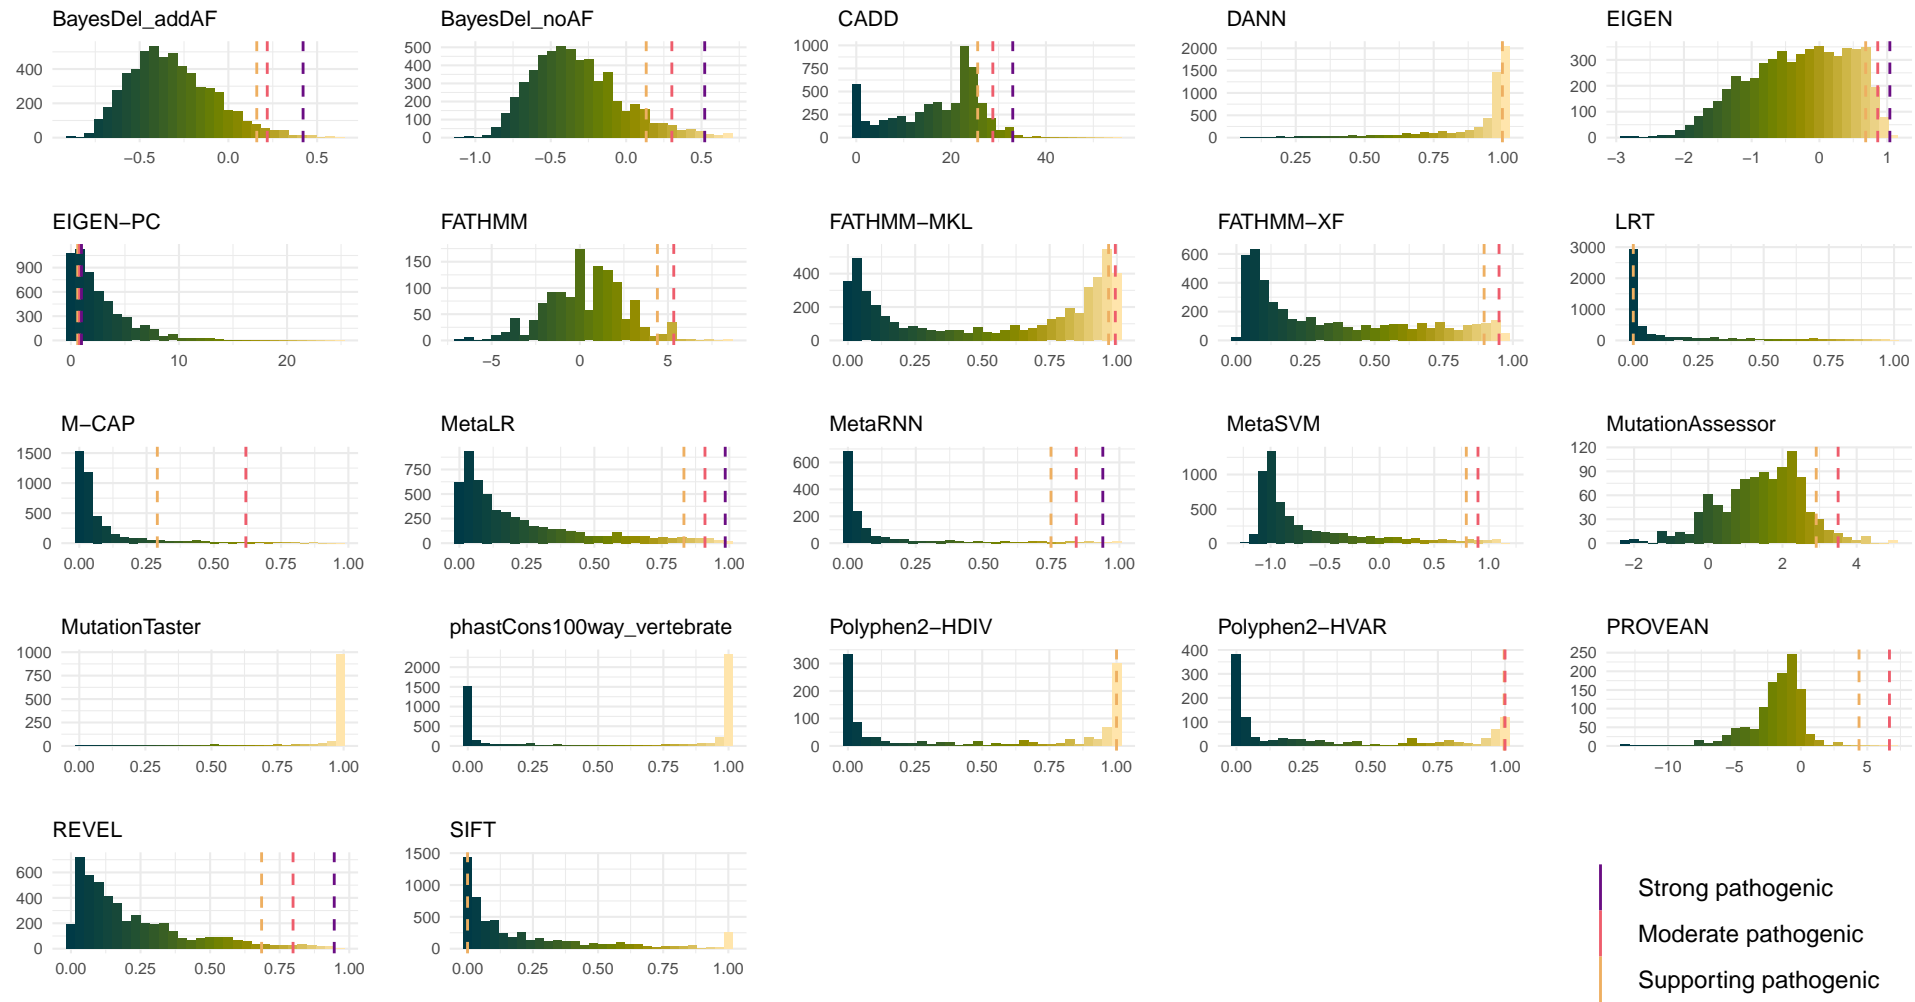 BayesDel_addAF
400
200
0
−0.5 0.0 0.5
BayesDel_noAF
500
400
300
200
100
0
−1.0 −0.5 0.0 0.5
CADD
1000
750
500
250
0
0 20 40
DANN
2000
1500
1000
500
0
0.25 0.50 0.75 1.00
EIGEN
300
200
100
0
−3 −2 −1 0 1
EIGEN−PC
900
600
300
0
0 10 20
FATHMM
150
100
50
0
−5 0 5
FATHMM−MKL
400
200
0
0.00 0.25 0.50 0.75 1.00
FATHMM−XF
600
400
200
0
0.00 0.25 0.50 0.75 1.00
LRT
3000
2000
1000
0
0.00 0.25 0.50 0.75 1.00
M−CAP
1500
1000
500
0
0.00 0.25 0.50 0.75 1.00
MetaLR
750
500
250
0
0.00 0.25 0.50 0.75 1.00
MetaRNN
600
400
200
0
0.00 0.25 0.50 0.75 1.00
MetaSVM
1000
500
0
−1.0 −0.5 0.0 0.5 1.0
MutationAssessor
120
90
60
30
0
−2 0 2 4
MutationTaster
1000
750
500
250
0
0.00 0.25 0.50 0.75 1.00
phastCons100way_vertebrate
2000
1500
1000
500
0
0.00 0.25 0.50 0.75 1.00
Polyphen2−HDIV
300
200
100
0
0.00 0.25 0.50 0.75 1.00
Polyphen2−HVAR
400
300
200
100
0
0.00 0.25 0.50 0.75 1.00
PROVEAN
250
200
150
100
50
0
−10 −5 0 5
REVEL
600
400
200
0
0.00 0.25 0.50 0.75 1.00
SIFT
1500
1000
500
0
0.00 0.25 0.50 0.75 1.00
Strong pathogenic
Moderate pathogenic
Supporting pathogenic